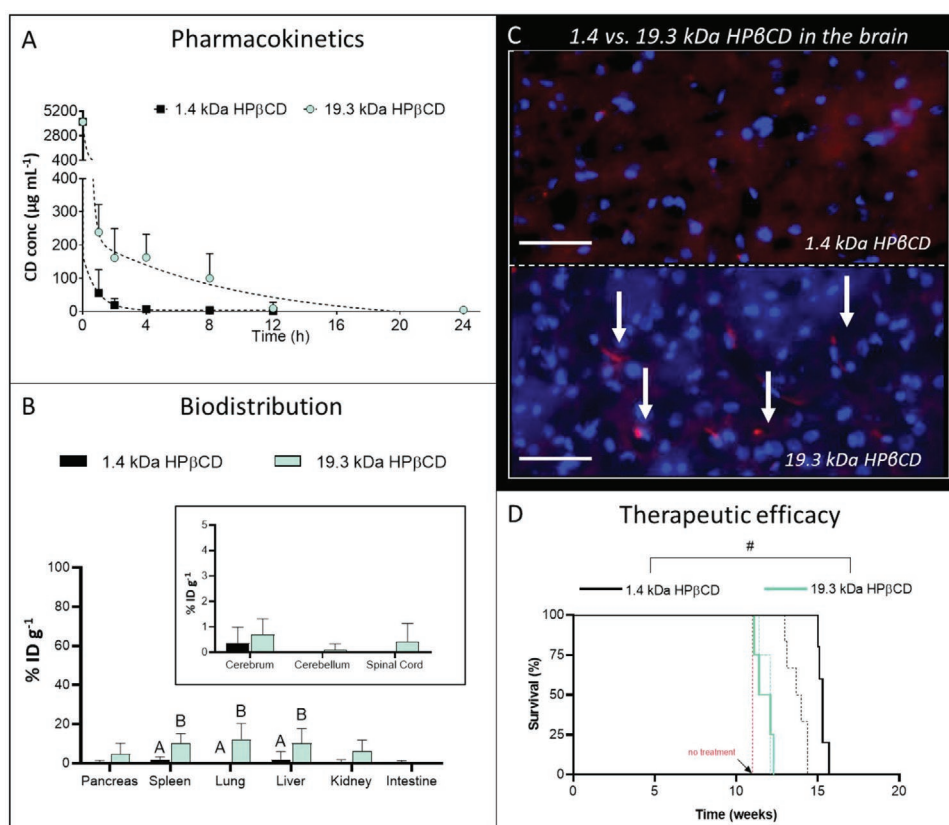 A
Pharmacokinetics
1.4 kDa HPβCD
19.3 kDa HPβCD
CD conc (µg mL⁻¹)
5200
2800
400
400
300
200
100
0
0 4 8 12 16 20 24
Time (h)
B
Biodistribution
1.4 kDa HPβCD
19.3 kDa HPβCD
% ID g⁻¹
5
4
3
2
1
0
Cerebrum Cerebellum Spinal Cord
% ID g⁻¹
100
80
60
40
20
0
A B A B A B
Pancreas Spleen Lung Liver Kidney Intestine
C
1.4 vs. 19.3 kDa HPβCD in the brain
1.4 kDa HPβCD
19.3 kDa HPβCD
D
Therapeutic efficacy
#
1.4 kDa HPβCD
19.3 kDa HPβCD
Survival (%)
100
75
50
25
0
no treatment
0 5 10 15 20
Time (weeks)